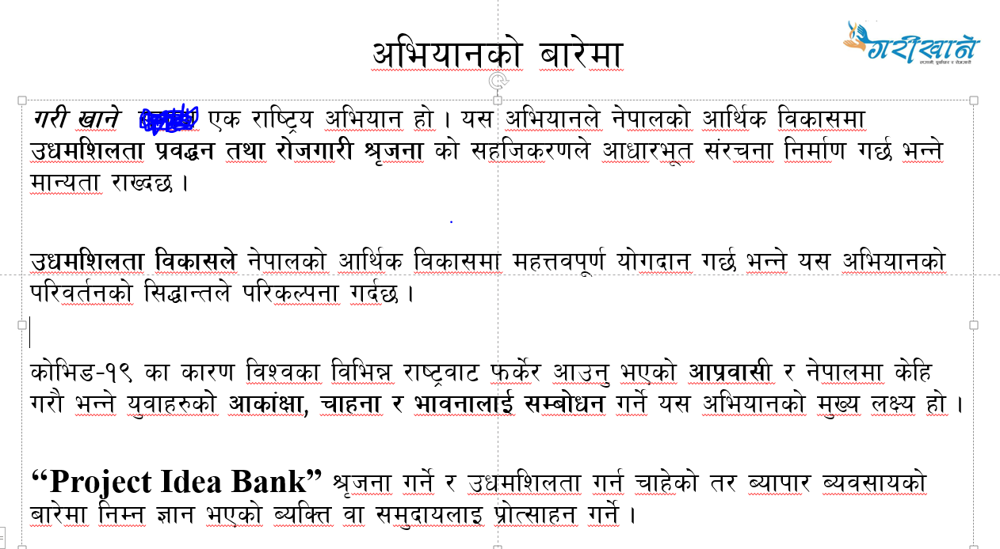 अभियानको बारेमा
गरीखाने
लगानी, पूर्वाधार र रोजगारी
गरी खाने एक राष्ट्रिय अभियान हो । यस अभियानले नेपालको आर्थिक विकासमा
उधमशिलता प्रवद्धन तथा रोजगारी श्रृजना को सहजिकरणले आधारभूत संरचना निर्माण गर्छ भन्ने
मान्यता राख्दछ ।
उधमशिलता विकासले नेपालको आर्थिक विकासमा महत्तवपूर्ण योगदान गर्छ भन्ने यस अभियानको
परिवर्तनको सिद्धान्तले परिकल्पना गर्दछ ।
कोभिड-१९ का कारण विश्वका विभिन्न राष्ट्रवाट फर्केर आउनु भएको आप्रवासी र नेपालमा केहि
गरौ भन्ने युवाहरुको आकांक्षा, चाहना र भावनालाई सम्बोधन गर्ने यस अभियानको मुख्य लक्ष्य हो ।
“Project Idea Bank” श्रृजना गर्ने र उधमशिलता गर्न चाहेको तर ब्यापार ब्यवसायको
बारेमा निम्न ज्ञान भएको ब्यक्ति वा समुदायलाइ प्रोत्साहन गर्ने ।